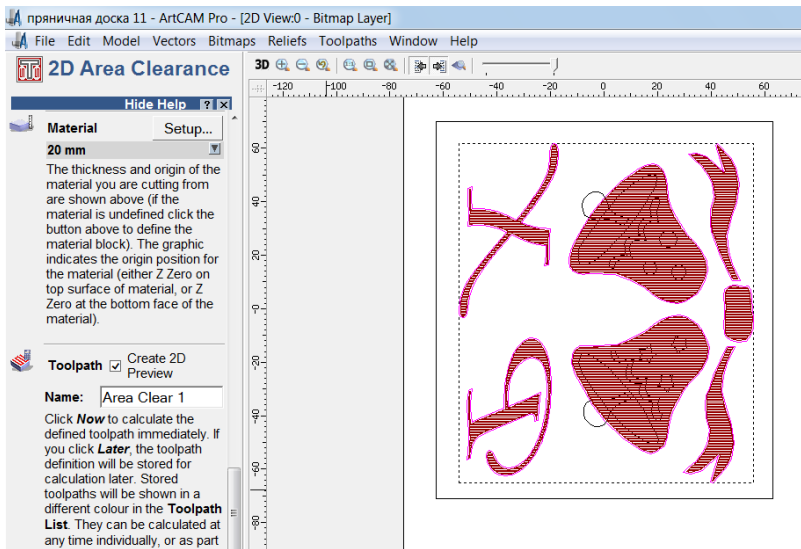 пряничная доска 11 - ArtCAM Pro - [2D View:0 - Bitmap Layer]
File Edit Model Vectors Bitmaps Reliefs Toolpaths Window Help
2D Area Clearance
Hide Help ? X
Material
Setup...
20 mm
The thickness and origin of the
material you are cutting from
are shown above (if the
material is undefined click the
button above to define the
material block). The graphic
indicates the origin position for
the material (either Z Zero on
top surface of material, or Z
Zero at the bottom face of the
material).
Toolpath
Create 2D
Preview
Name: Area Clear 1
Click Now to calculate the
defined toolpath immediately. If
you click Later, the toolpath
definition will be stored for
calculation later. Stored
toolpaths will be shown in a
different colour in the Toolpath
List. They can be calculated at
any time individually, or as part
3D
-120 -100 -80 -60 -40 -20 0 20 40 60
60
40
20
-0
-20
-40
-60
-80